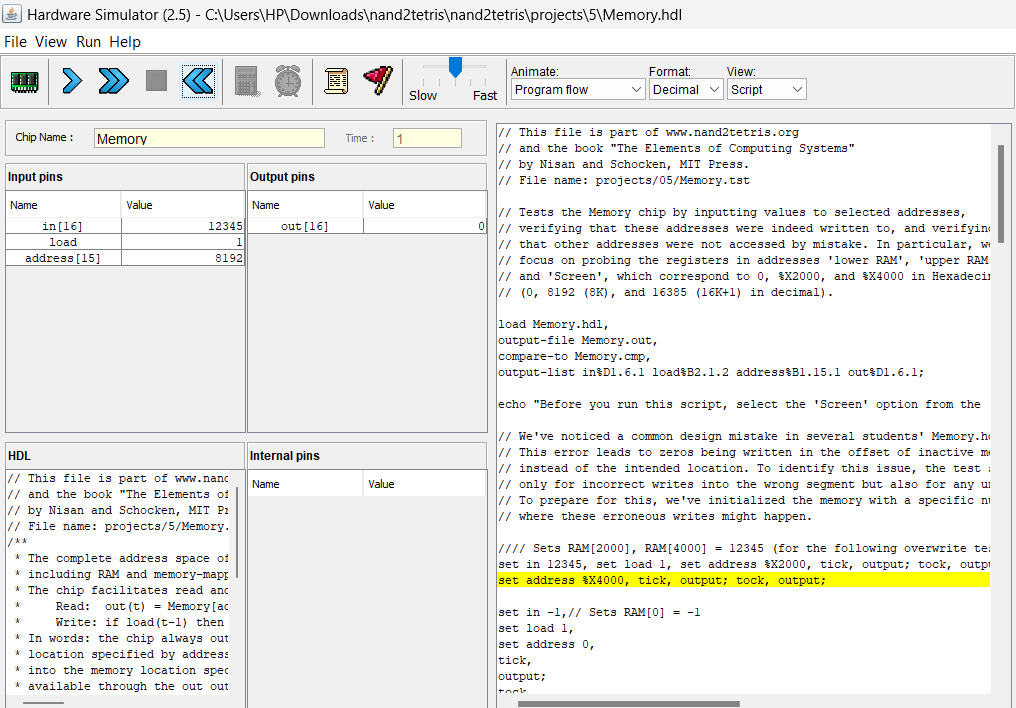 Hardware Simulator (2.5) - C:\Users\HP\Downloads\nand2tetris\nand2tetris\projects\5\Memory.hdl
File View Run Help
Slow Fast
Animate: Format: View:
Program flow Decimal Script
Chip Name : Memory Time : 1
Input pins
Name Value
in[16] 12345
load 1
address[15] 8192
Output pins
Name Value
out[16] 0
HDL
// This file is part of www.nand
// and the book "The Elements of
// by Nisan and Schocken, MIT Pr
// File name: projects/5/Memory.
/**
* The complete address space of
* including RAM and memory-mapp
* The chip facilitates read and
* Read: out(t) = Memory[ad
* Write: if load(t-1) then
* In words: the chip always out
* location specified by address
* into the memory location spec
* available through the out out
Internal pins
Name Value
// This file is part of www.nand2tetris.org
// and the book "The Elements of Computing Systems"
// by Nisan and Schocken, MIT Press.
// File name: projects/05/Memory.tst
// Tests the Memory chip by inputting values to selected addresses,
// verifying that these addresses were indeed written to, and verifying
// that other addresses were not accessed by mistake. In particular, we
// focus on probing the registers in addresses 'lower RAM', 'upper RAM
// and 'Screen', which correspond to 0, %X2000, and %X4000 in Hexadecim
// (0, 8192 (8K), and 16385 (16K+1) in decimal).
load Memory.hdl,
output-file Memory.out,
compare-to Memory.cmp,
output-list in%D1.6.1 load%B2.1.2 address%B1.15.1 out%D1.6.1;
echo "Before you run this script, select the 'Screen' option from the
// We've noticed a common design mistake in several students' Memory.hd
// This error leads to zeros being written in the offset of inactive me
// instead of the intended location. To identify this issue, the test s
// only for incorrect writes into the wrong segment but also for any un
// To prepare for this, we've initialized the memory with a specific nu
// where these erroneous writes might happen.
//// Sets RAM[2000], RAM[4000] = 12345 (for the following overwrite tes
set in 12345, set load 1, set address %X2000, tick, output; tock, outpu
set address %X4000, tick, output; tock, output;
set in -1,// Sets RAM[0] = -1
set load 1,
set address 0,
tick,
output;
tock